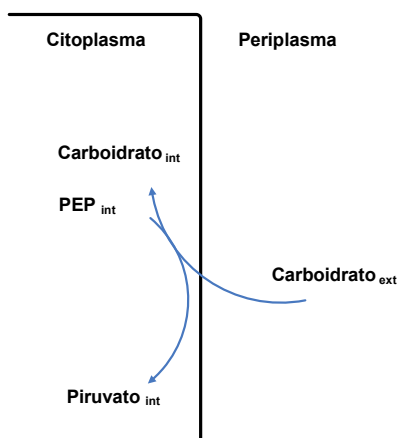 Citoplasma
Periplasma
Carboidrato int
PEP int
Carboidrato ext
Piruvato int